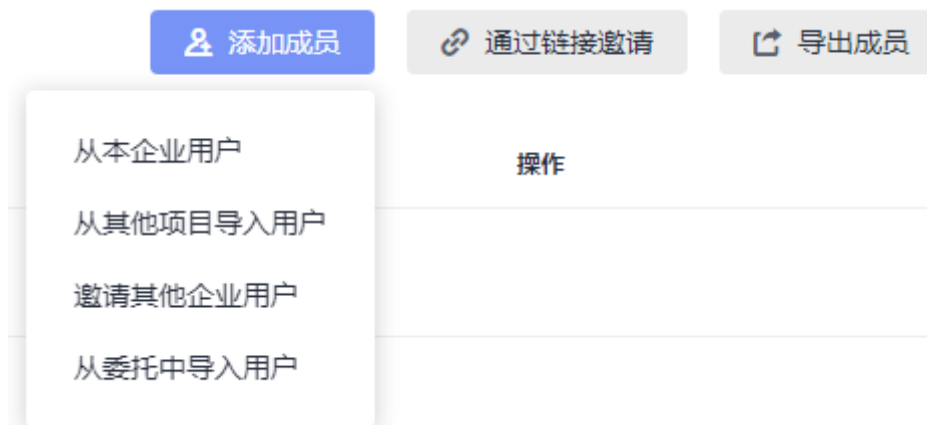 添加成员 通过链接邀请 导出成员
从本企业用户
操作
从其他项目导入用户
邀请其他企业用户
从委托中导入用户